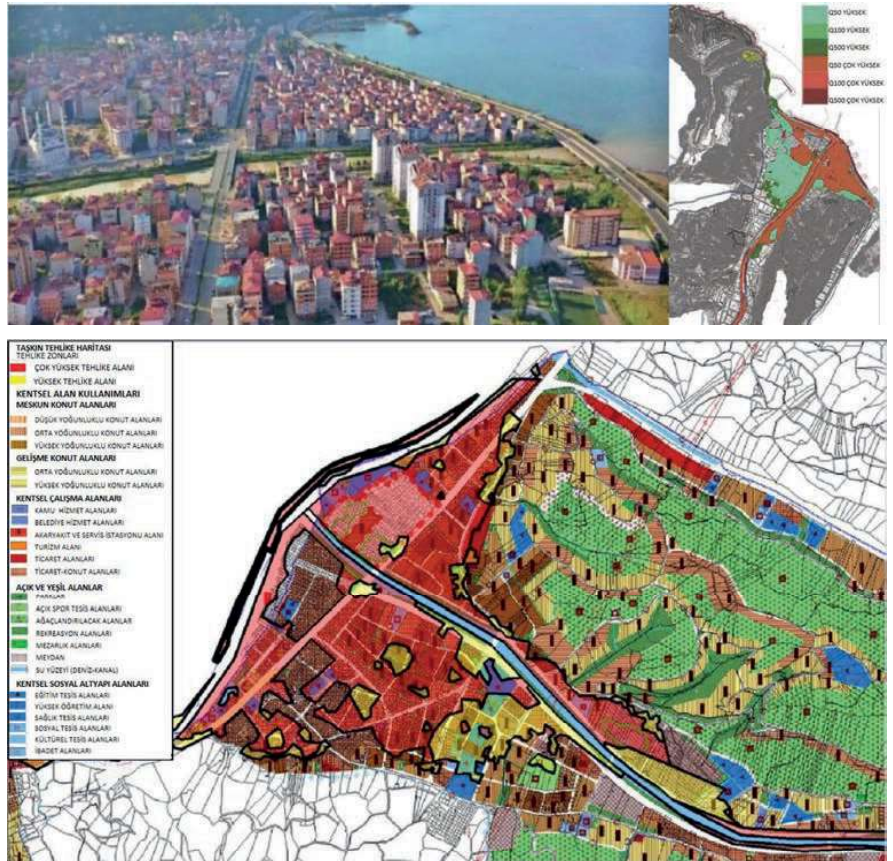 Q50 YÜKSEK
Q100 YÜKSEK
Q500 YÜKSEK
Q50 ÇOK YÜKSEK
Q100 ÇOK YÜKSEK
Q500 ÇOK YÜKSEK
TAŞKIN TEHLİKE HARİTASI
TEHLİKE ZONLARI
ÇOK YÜKSEK TEHLİKE ALANI
YÜKSEK TEHLİKE ALANI
KENTSEL ALAN KULLANIMLARI
MESKUN KONUT ALANLARI
DÜŞÜK YOĞUNLUKLU KONUT ALANLARI
ORTA YOĞUNLUKLU KONUT ALANLARI
YÜKSEK YOĞUNLUKLU KONUT ALANLARI
GELİŞME KONUT ALANLARI
ORTA YOĞUNLUKLU KONUT ALANLARI
YÜKSEK YOĞUNLUKLU KONUT ALANLARI
KENTSEL ÇALIŞMA ALANLARI
KAMU HİZMET ALANLARI
BELEDİYE HİZMET ALANLARI
AKARYAKIT VE SERVİS İSTASYONU ALANI
TURİZM ALANI
TİCARET ALANLARI
TİCARET-KONUT ALANLARI
AÇIK VE YEŞİL ALANLAR
PARKLAR
AÇIK SPOR TESİS ALANLARI
AĞAÇLANDIRILACAK ALANLAR
REKREASYON ALANLARI
MEZARLIK ALANLARI
MEYDAN
SU YÜZEYİ (DENİZ-KANAL)
KENTSEL SOSYAL ALTYAPI ALANLARI
EĞİTİM TESİS ALANLARI
YÜKSEK ÖĞRETİM ALANI
SAĞLIK TESİS ALANLARI
SOSYAL TESİS ALANLARI
KÜLTÜREL TESİS ALANLARI
İBADET ALANLARI